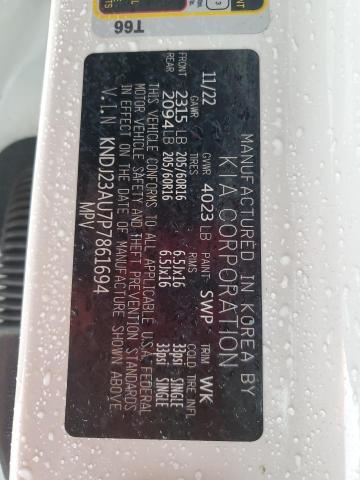 T66
MANUFACTURED IN KOREA BY
KIA CORPORATION
11/22 GVWR 4023 LB PAINT SWP TRIM WK
GAWR TIRES RIMS COLD TIRE INFL
FRONT 2315 LB 205/60R16 6.5Jx16 33psi SINGLE
REAR 2094 LB 205/60R16 6.5Jx16 33psi SINGLE
THIS VEHICLE CONFORMS TO ALL APPLICABLE U.S.A. FEDERAL
MOTOR VEHICLE SAFETY AND THEFT PREVENTION STANDARDS
IN EFFECT ON THE DATE OF MANUFACTURE SHOWN ABOVE.
V.I.N KNDJ23AU7P7861694
MPV